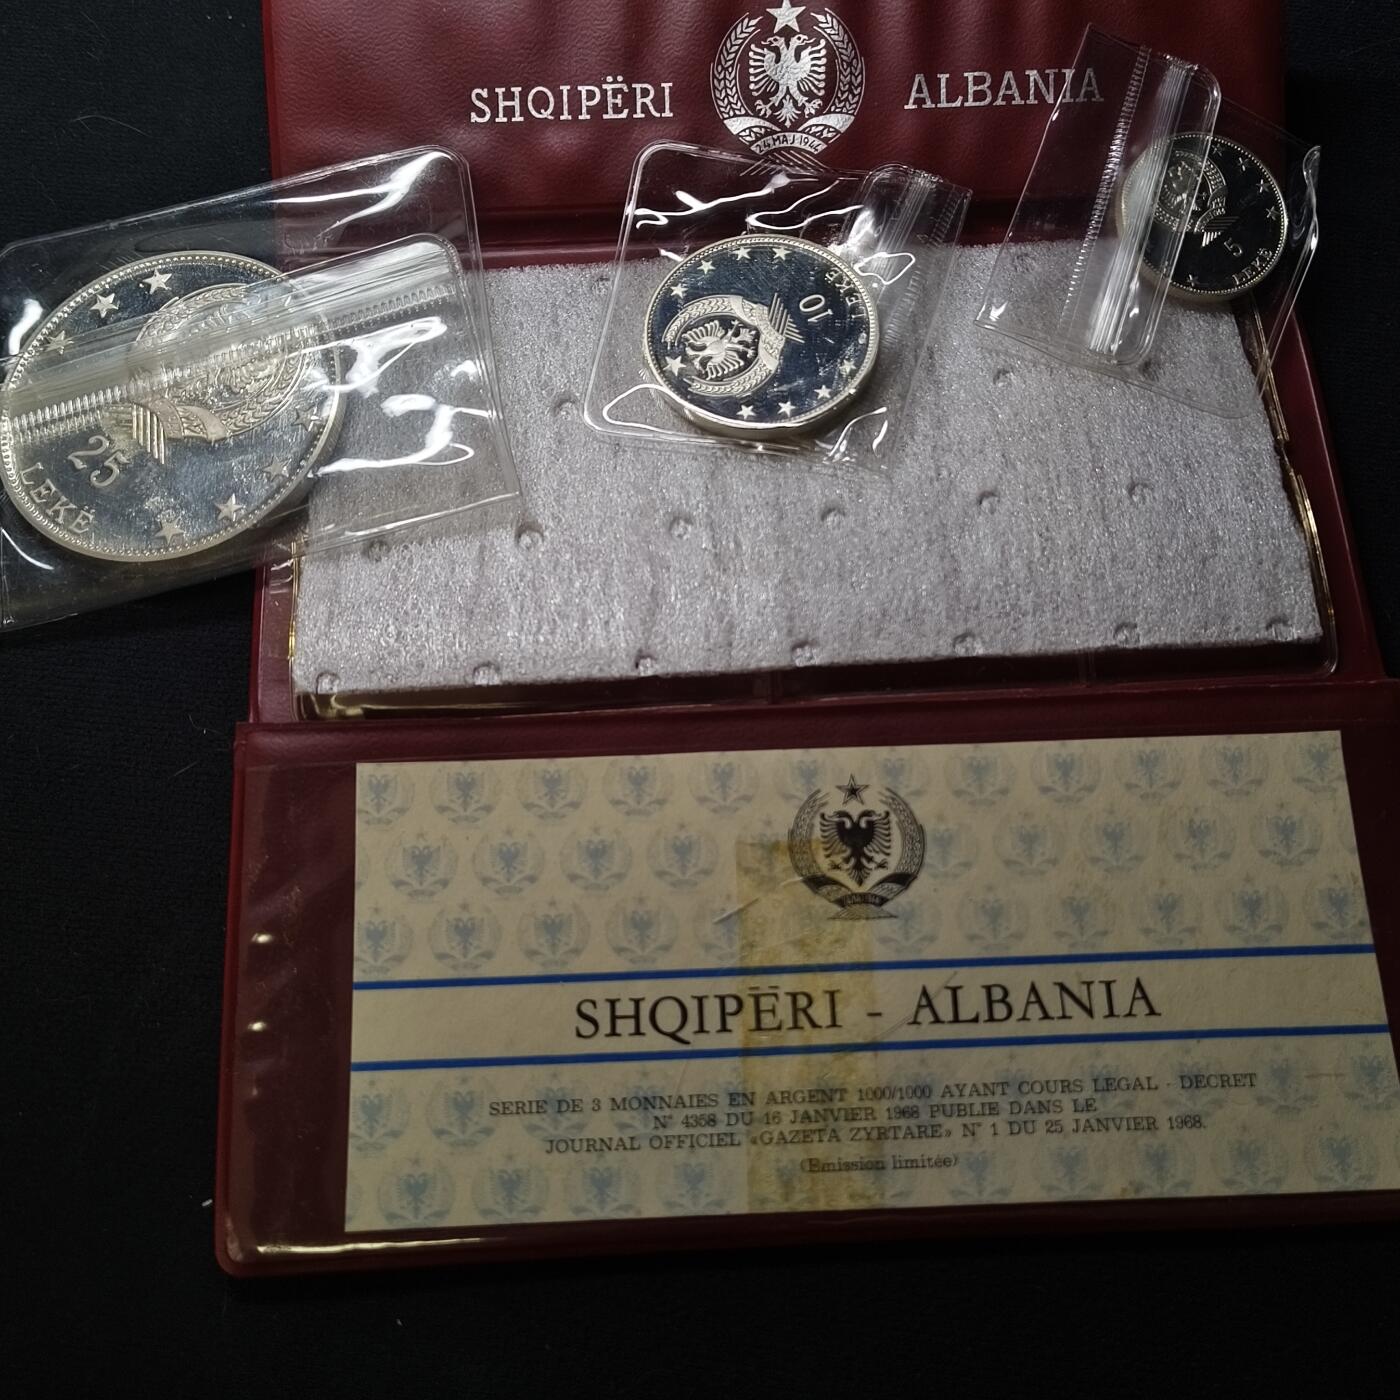 SHQIPËRI ALBANIA
24 MAJ 1944
25
LEKË
10
LEKË
5
LEKË
SHQIPËRI - ALBANIA
SERIE DE 3 MONNAIES EN ARGENT 1000/1000 AYANT COURS LEGAL - DECRET
N° 4358 DU 16 JANVIER 1968 PUBLIE DANS LE
JOURNAL OFFICIEL «GAZETA ZYRTARE» N° 1 DU 25 JANVIER 1968.
(Emission limitée)